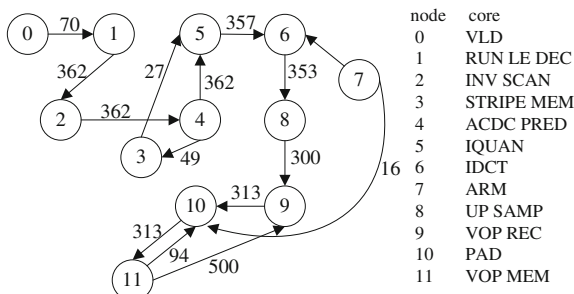 node core
0 VLD
1 RUN LE DEC
2 INV SCAN
3 STRIPE MEM
4 ACDC PRED
5 IQUAN
6 IDCT
7 ARM
8 UP SAMP
9 VOP REC
10 PAD
11 VOP MEM
0 70 1 5 357 6
362 27 353 7
362
2 362 4 8
3 49
300 16
313
10 9
313
94 500
11